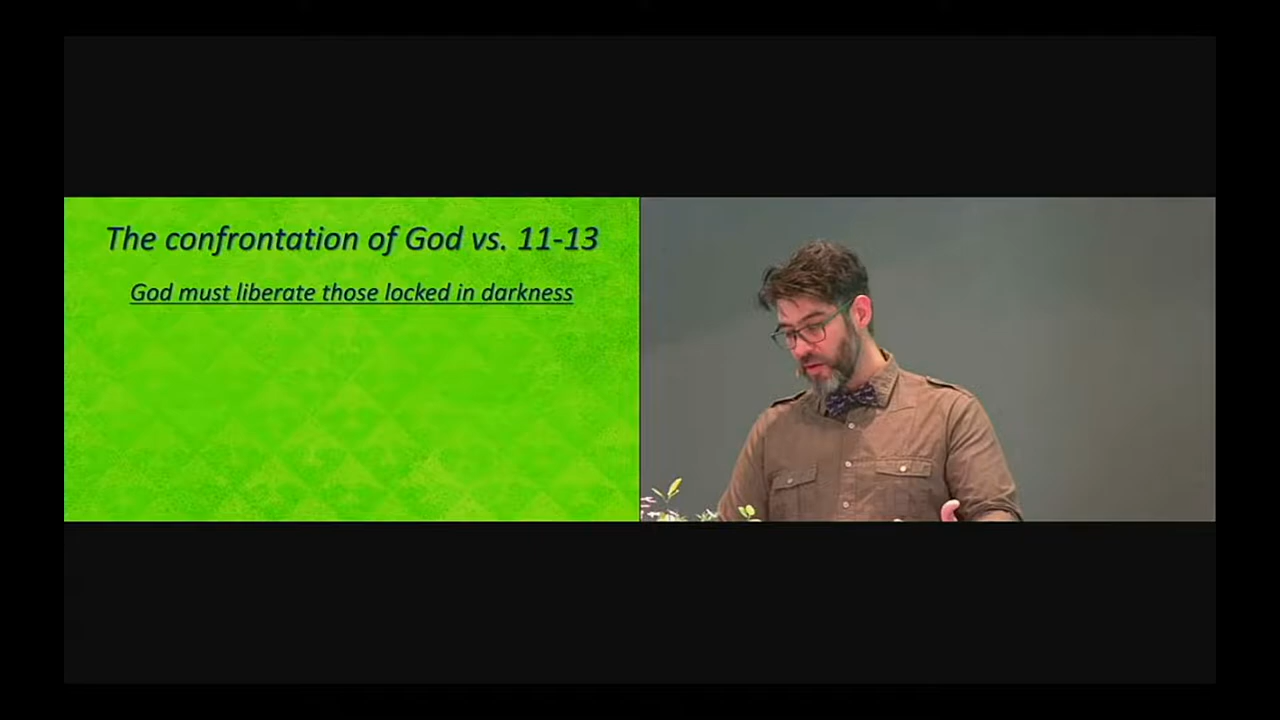 The confrontation of God vs. 11-13
God must liberate those locked in darkness